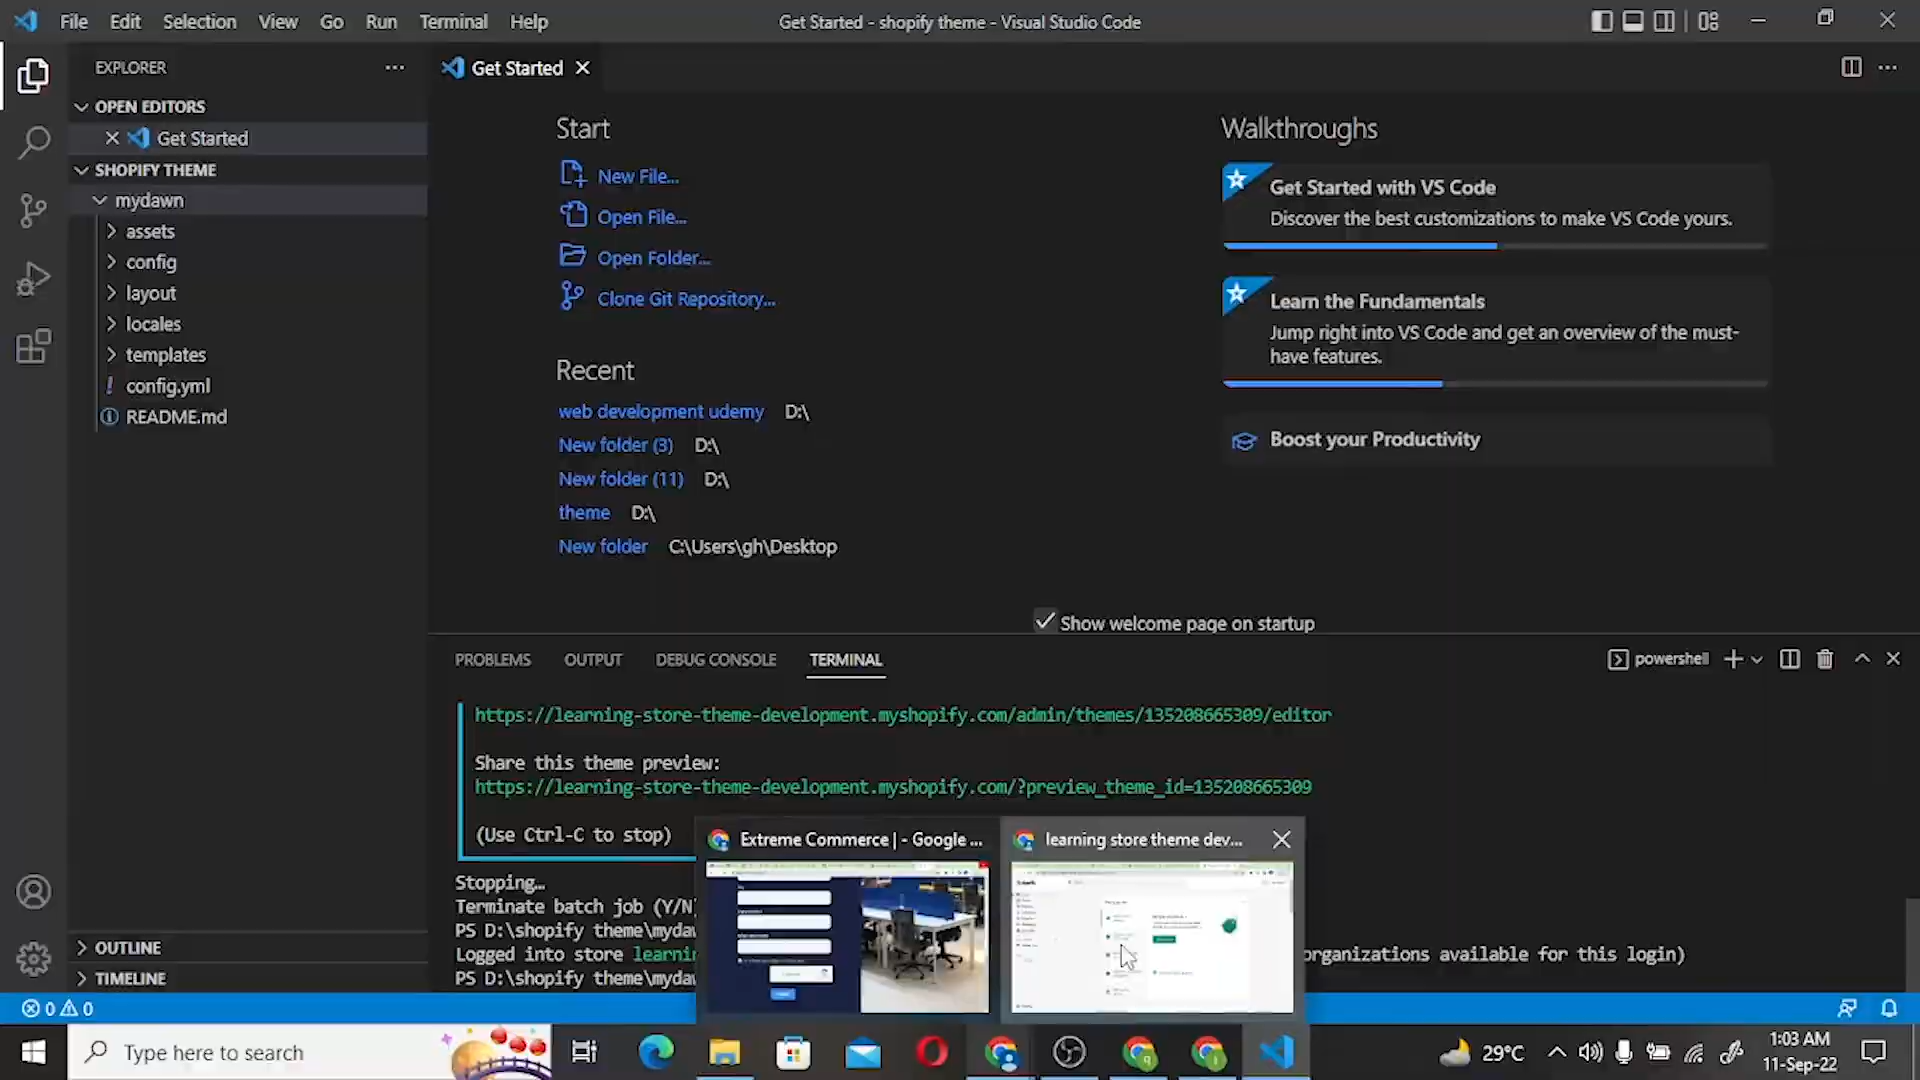 File Edit Selection View Go Run Terminal Help
Get Started - shopify theme - Visual Studio Code
EXPLORER
OPEN EDITORS
Get Started
SHOPIFY THEME
mydawn
assets
config
layout
locales
templates
config.yml
README.md
OUTLINE
TIMELINE
Get Started
Start
New File...
Open File...
Open Folder...
Clone Git Repository...
Recent
web development udemy D:\
New folder (3) D:\
New folder (11) D:\
theme D:\
New folder C:\Users\gh\Desktop
Walkthroughs
Get Started with VS Code
Discover the best customizations to make VS Code yours.
Learn the Fundamentals
Jump right into VS Code and get an overview of the must-
have features.
Boost your Productivity
Show welcome page on startup
PROBLEMS OUTPUT DEBUG CONSOLE TERMINAL
powershell
https://learning-store-theme-development.myshopify.com/admin/themes/135208665309/editor
Share this theme preview:
https://learning-store-theme-development.myshopify.com/?preview_theme_id=135208665309
(Use Ctrl-C to stop)
Stopping…
Terminate batch job (Y/N
PS D:\shopify theme\mydaw
Logged into store learnin
organizations available for this login)
PS D:\shopify theme\mydaw
Extreme Commerce | - Google ...
learning store theme dev...
0 0
Type here to search
29°C
1:03 AM
11-Sep-22